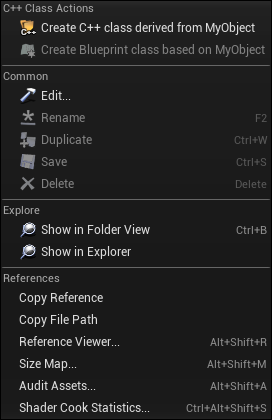 C++ Class Actions
Create C++ class derived from MyObject
Create Blueprint class based on MyObject
Common
Edit...
Rename F2
Duplicate Ctrl+W
Save Ctrl+S
Delete Delete
Explore
Show in Folder View Ctrl+B
Show in Explorer
References
Copy Reference
Copy File Path
Reference Viewer... Alt+Shift+R
Size Map... Alt+Shift+M
Audit Assets... Alt+Shift+A
Shader Cook Statistics... Ctrl+Alt+Shift+S